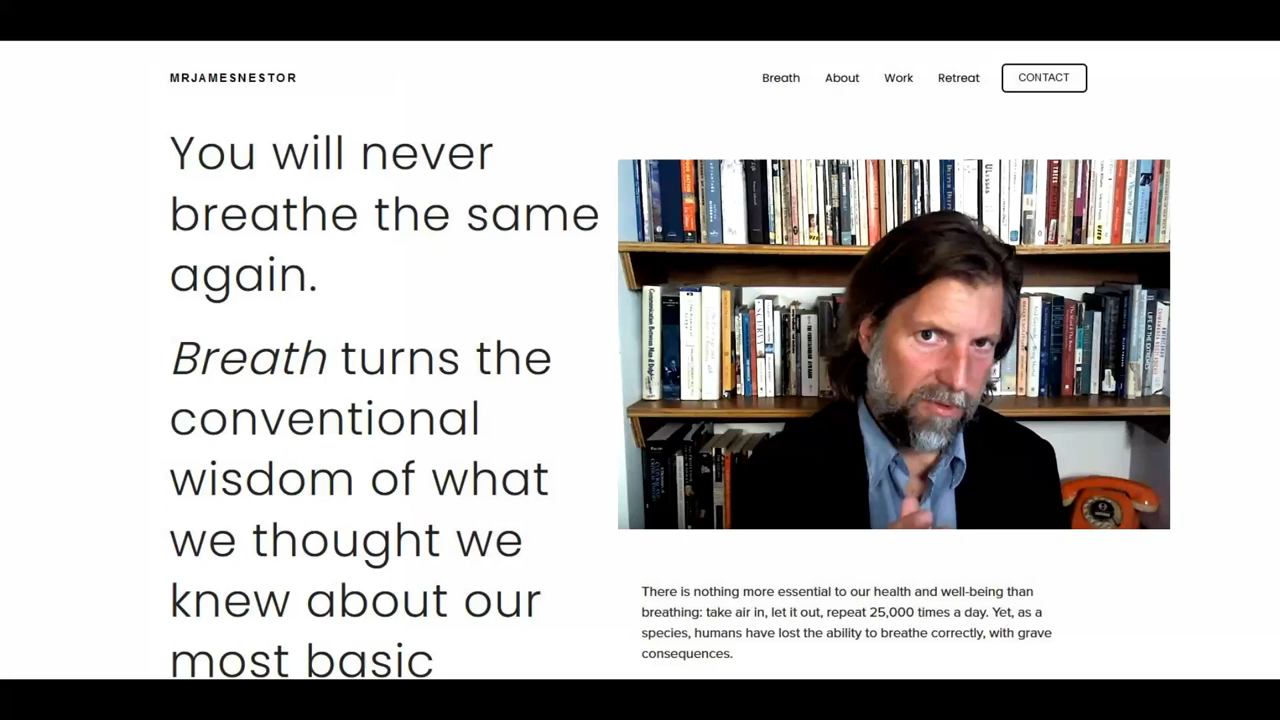 MRJAMESNESTOR
Breath About Work Retreat CONTACT
You will never
breathe the same
again.
Breath turns the
conventional
wisdom of what
we thought we
knew about our
most basic
ULYSSES
There is nothing more essential to our health and well-being than
breathing: take air in, let it out, repeat 25,000 times a day. Yet, as a
species, humans have lost the ability to breathe correctly, with grave
consequences.